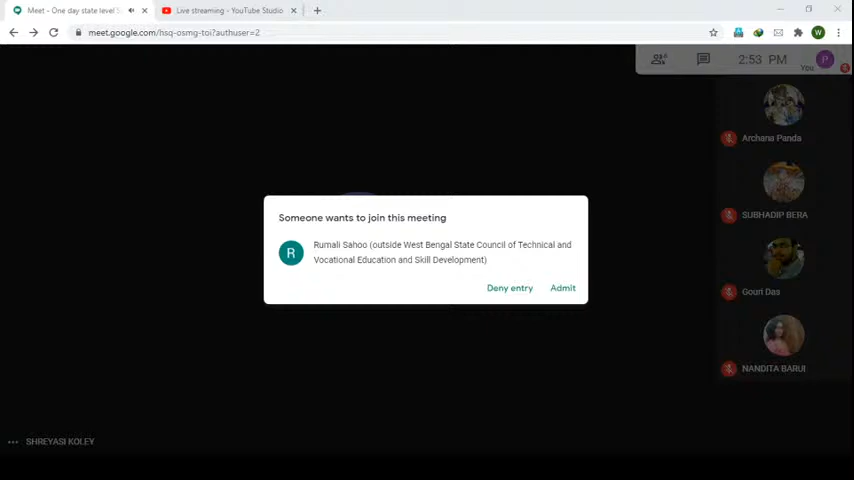 Meet - One day state level S
Live streaming - YouTube Studio
meet.google.com/hsq-osmg-toi?authuser=2
W
2:53 PM
You
P
Archana Panda
SUBHADIP BERA
Gouri Das
NANDITA BARUI
Someone wants to join this meeting
R
Rumali Sahoo (outside West Bengal State Council of Technical and
Vocational Education and Skill Development)
Deny entry
Admit
SHREYASI KOLEY